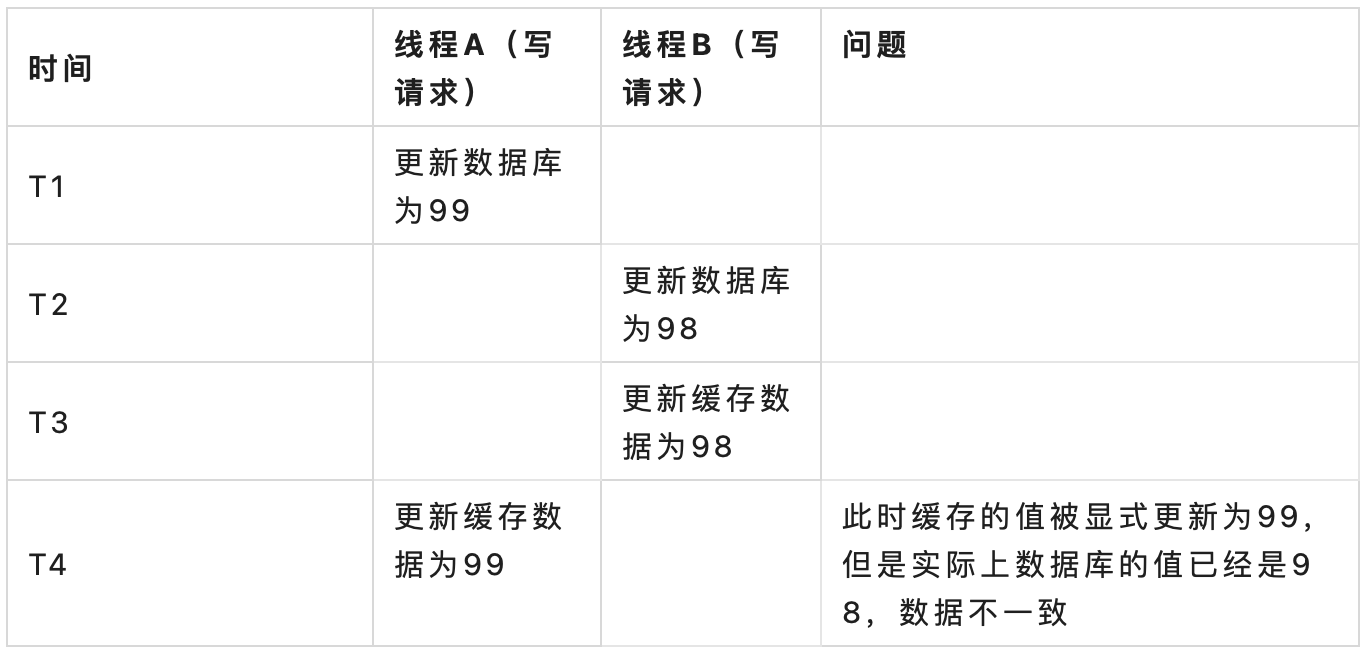 时间
线程A（写
请求）
线程B（写
请求）
问题
T1
更新数据库
为99
T2
更新数据库
为98
T3
更新缓存数
据为98
T4
更新缓存数
据为99
此时缓存的值被显式更新为99,
但是实际上数据库的值已经是9
8，数据不一致